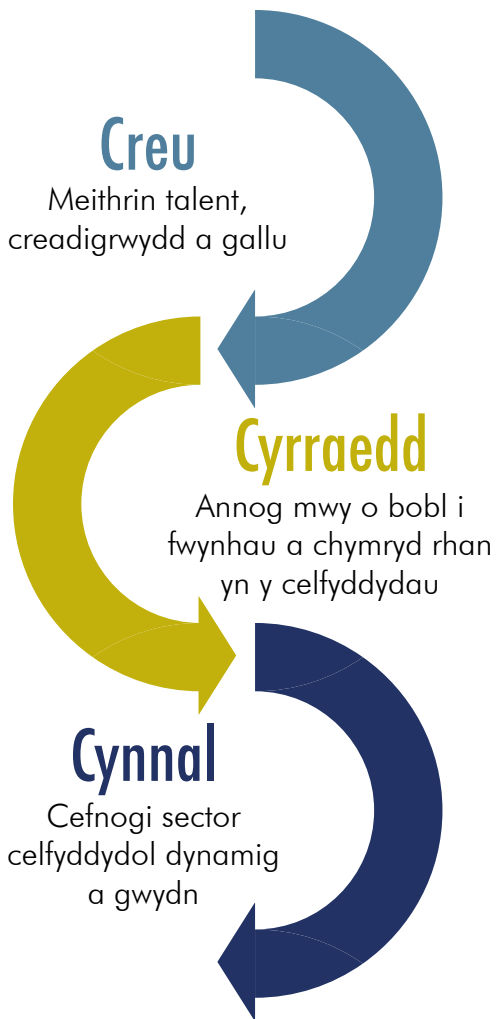 Creu
Meithrin talent,
creadigrwydd a gallu
Cyrraedd
Annog mwy o bobl i
fwynhau a chymryd rhan
yn y celfyddydau
Cynnal
Cefnogi sector
celfyddydol dynamig
a gwydn